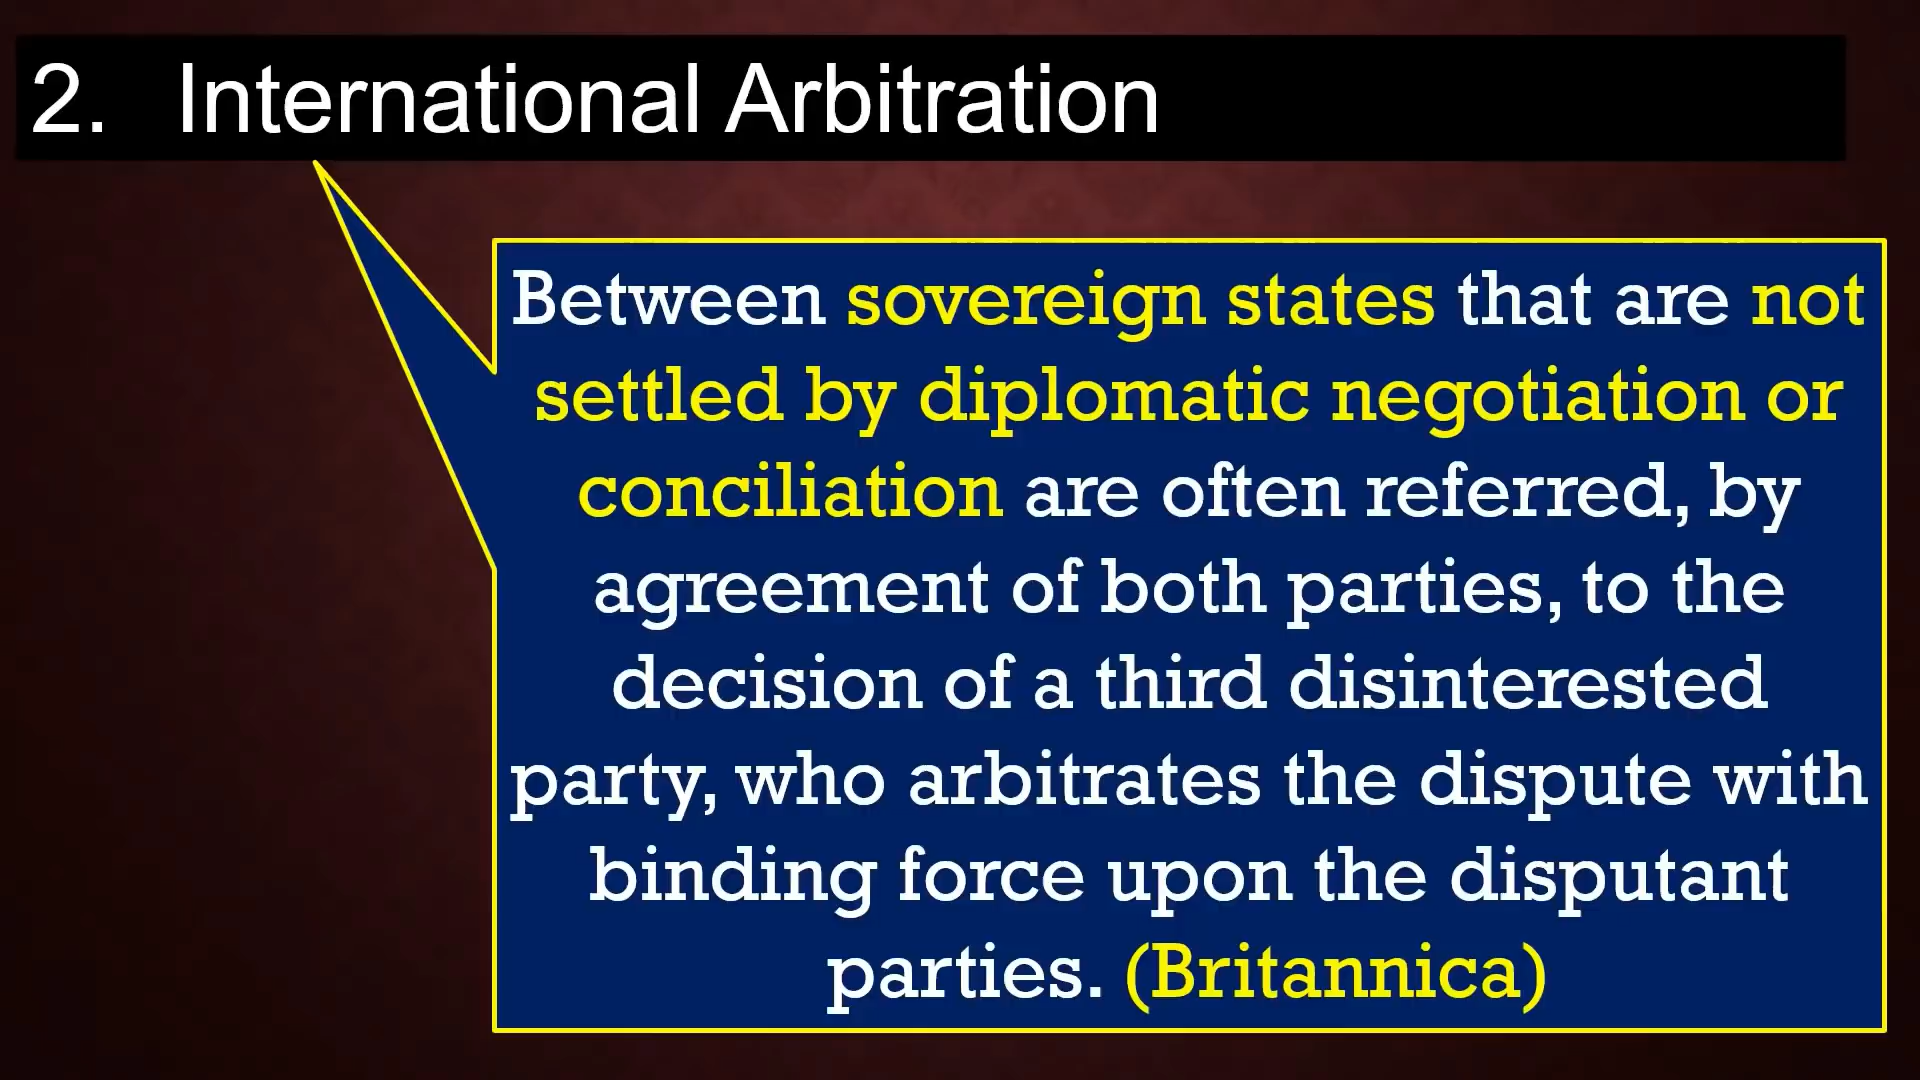 2. International Arbitration
Between sovereign states that are not
settled by diplomatic negotiation or
conciliation are often referred, by
agreement of both parties, to the
decision of a third disinterested
party, who arbitrates the dispute with
binding force upon the disputant
parties. (Britannica)